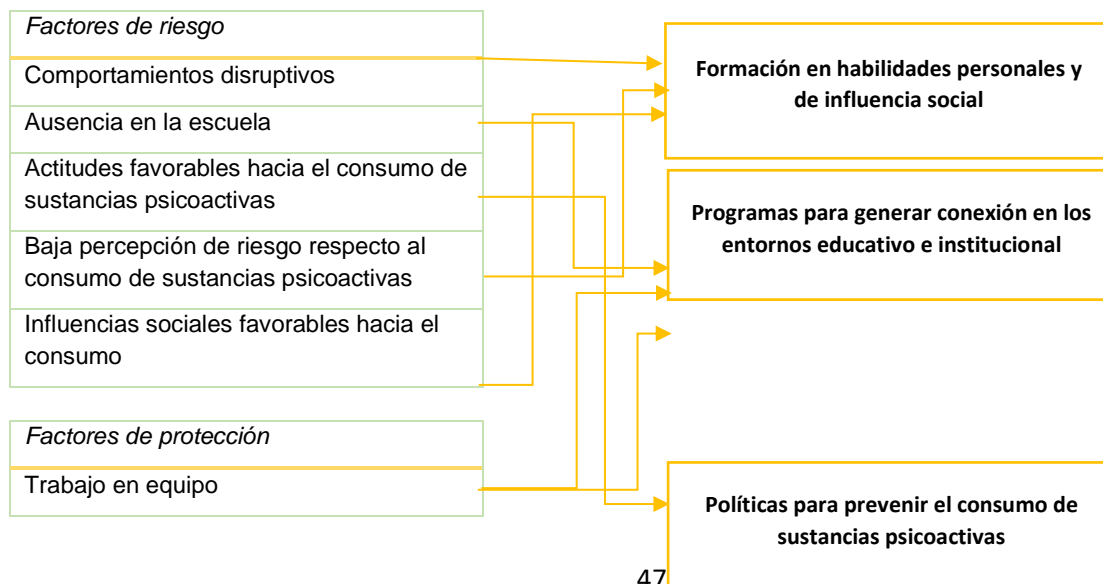 Factores de riesgo
Comportamientos disruptivos
Ausencia en la escuela
Actitudes favorables hacia el consumo de
sustancias psicoactivas
Baja percepción de riesgo respecto al
consumo de sustancias psicoactivas
Influencias sociales favorables hacia el
consumo
Factores de protección
Trabajo en equipo
Formación en habilidades personales y
de influencia social
Programas para generar conexión en los
entornos educativo e institucional
Políticas para prevenir el consumo de
sustancias psicoactivas
47